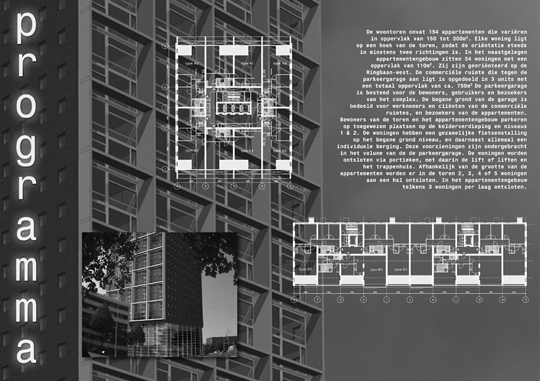 programma
De woontoren omvat 154 appartementen die variëren
in oppervlak van 150 tot 300m². Elke woning ligt
op een hoek van de toren, zodat de oriëntatie steeds
in minstens twee richtingen is. In het naastgelegen
appartementengebouw zitten 54 woningen met een
oppervlak van 110m². Zij zijn georiënteerd op de
Ringbaan-west. De commerciële ruimte die tegen de
parkeergarage aan ligt is opgedeeld in 3 units met
een totaal oppervlak van ca. 750m² De parkeergarage
is bestemd voor de bewoners, gebruikers en bezoekers
van het complex. De begane grond van de garage is
bedoeld voor werknemers en cliënten van de commerciële
ruimtes, en bezoekers van de appartementen.
Bewoners van de toren en het appartementengebouw parkeren
op toegewezen plaatsen op de kelderverdieping en niveaus
1 & 2. De woningen hebben een gezamelijke fietsenstalling
op het begane grond niveau, en daarnaast allemaal een
individuele berging. Deze voorzieningen zijn ondergebracht
in het volume van de de parkeergarage. De woningen worden
ontsloten via portieken, met daarin de lift of liften en
het trappenhuis. Afhankelijk van de grootte van de
appartementen worden er in de toren 2, 3, 4 of 5 woningen
aan een hal ontsloten. In het appartementengebouw
telkens 3 woningen per laag ontsloten.